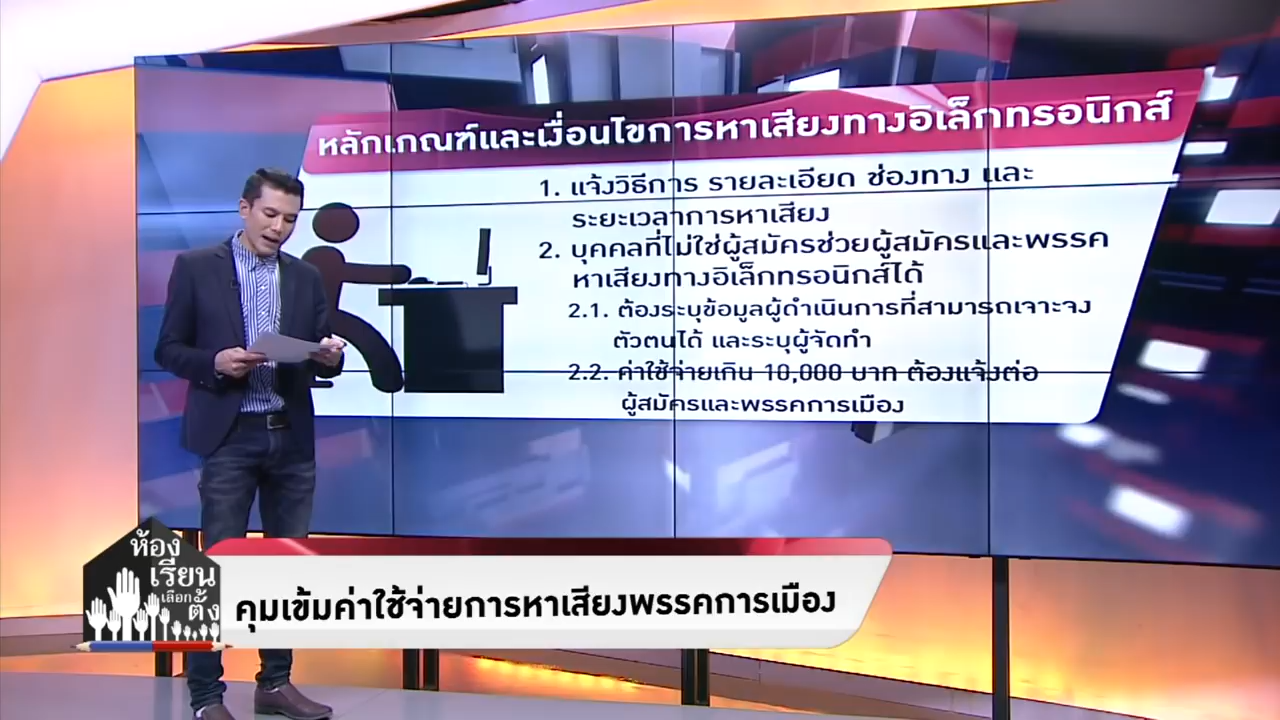 หลักเกณฑ์และเงื่อนไขการหาเสียงทางอิเล็กทรอนิกส์
1. แจ้งวิธีการ รายละเอียด ช่องทาง และ
ระยะเวลาการหาเสียง
2. บุคคลที่ไม่ใช่ผู้สมัครช่วยผู้สมัครและพรรค
หาเสียงทางอิเล็กทรอนิกส์ได้
2.1. ต้องระบุข้อมูลผู้ดำเนินการที่สามารถเจาะจง
ตัวตนได้ และระบุผู้จัดทำ
2.2. ค่าใช้จ่ายเกิน 10,000 บาท ต้องแจ้งต่อ
ผู้สมัครและพรรคการเมือง
ห้อง
เรียน
เลือก
ตั้ง
คุมเข้มค่าใช้จ่ายการหาเสียงพรรคการเมือง